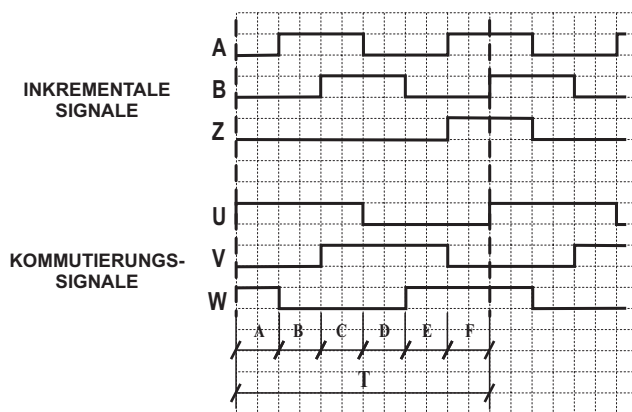 A
INKREMENTALE
SIGNALE
B
Z
U
KOMMUTIERUNGS-
SIGNALE
V
W
A B C D E F
T